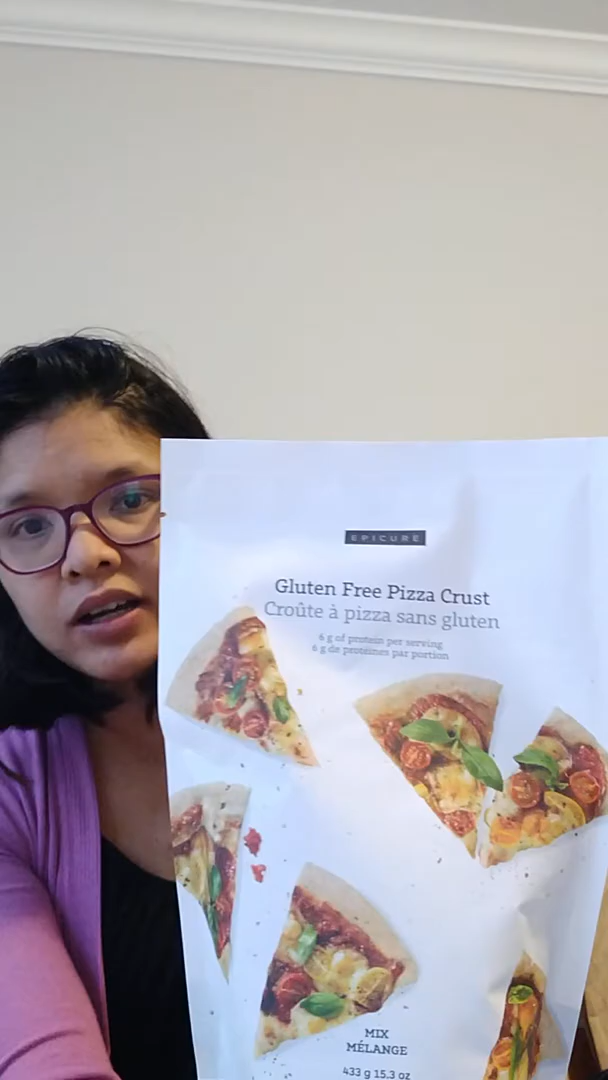 EPICURE
Gluten Free Pizza Crust
Croûte à pizza sans gluten
6 g of protein per serving
6 g de protéines par portion
MIX
MÉLANGE
433 g 15.3 oz